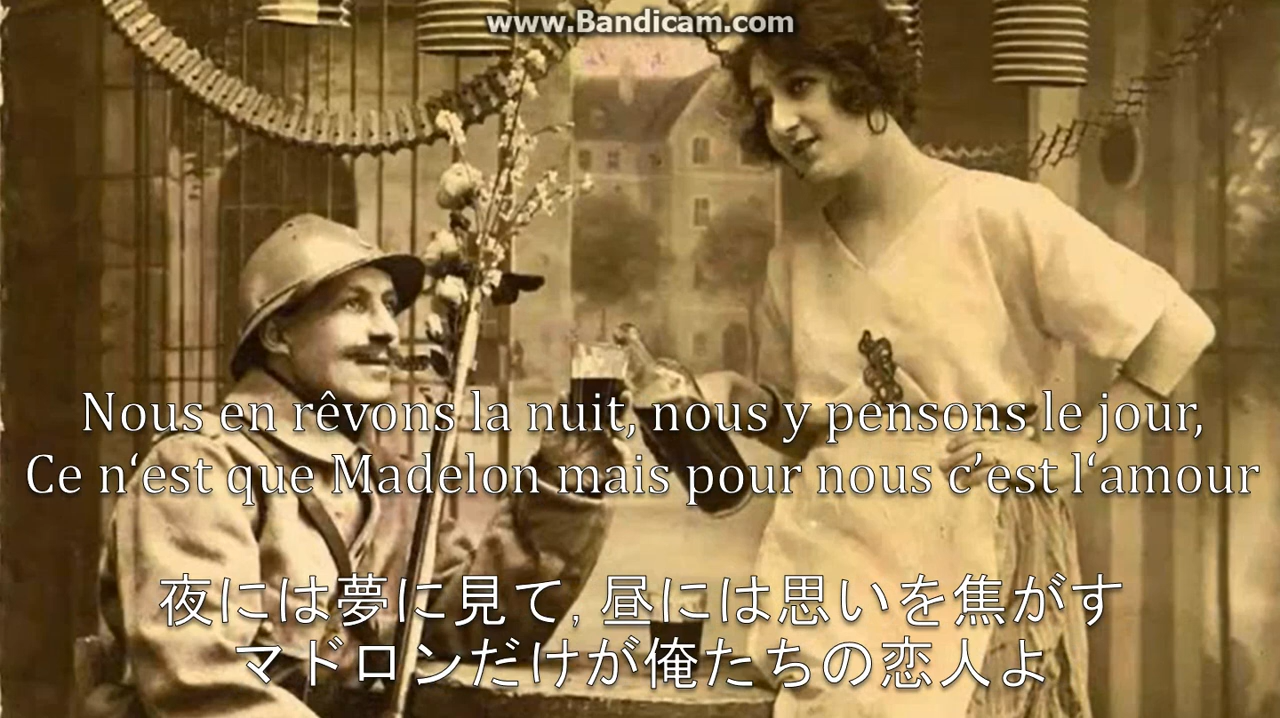 www.Bandicam.com
Nous en rêvons la nuit, nous y pensons le jour,
Ce n‘est que Madelon mais pour nous c’est l‘amour
夜には夢に見て, 昼には思いを焦がす
マドロンだけが俺たちの恋人よ